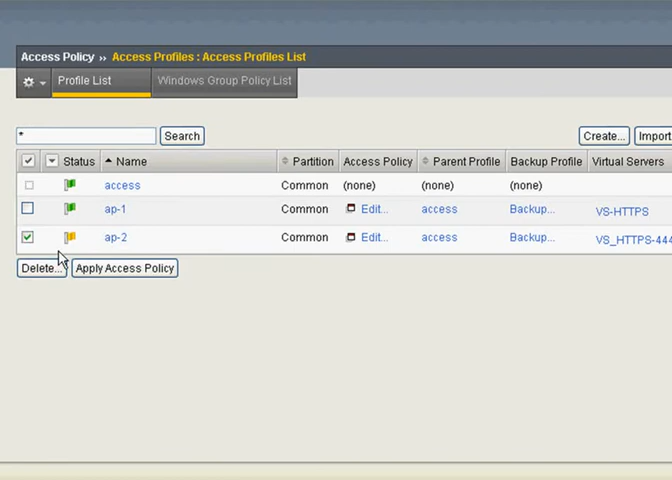 Access Policy ›› Access Profiles : Access Profiles List
Profile List Windows Group Policy List
* Search Create... Import
Status Name Partition Access Policy Parent Profile Backup Profile Virtual Servers
access Common (none) (none) (none)
ap-1 Common Edit... access Backup... VS-HTTPS
ap-2 Common Edit... access Backup... VS_HTTPS-444
Delete... Apply Access Policy